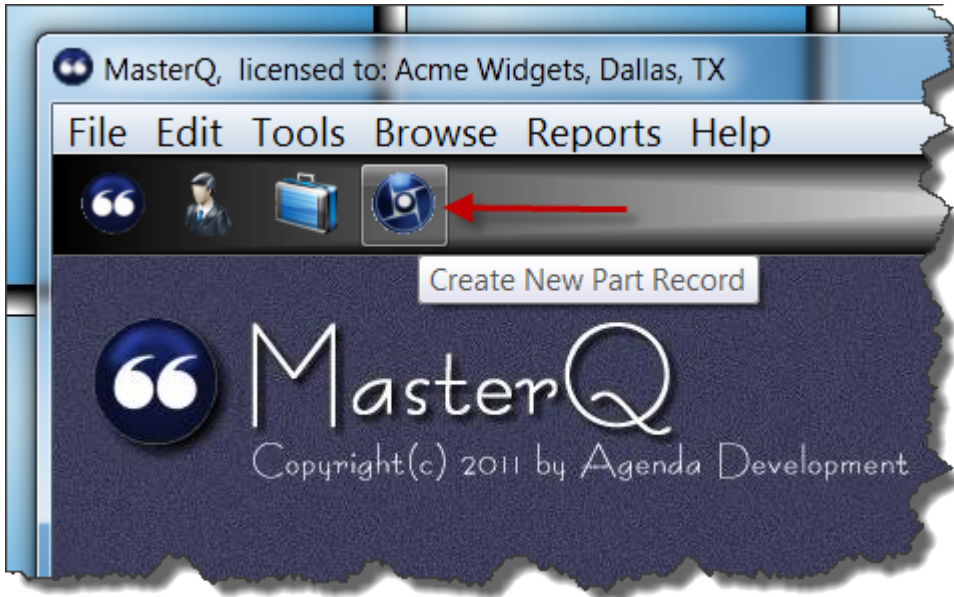 MasterQ, licensed to: Acme Widgets, Dallas, TX
File Edit Tools Browse Reports Help
Create New Part Record
MasterQ
Copyright(c) 2011 by Agenda Development